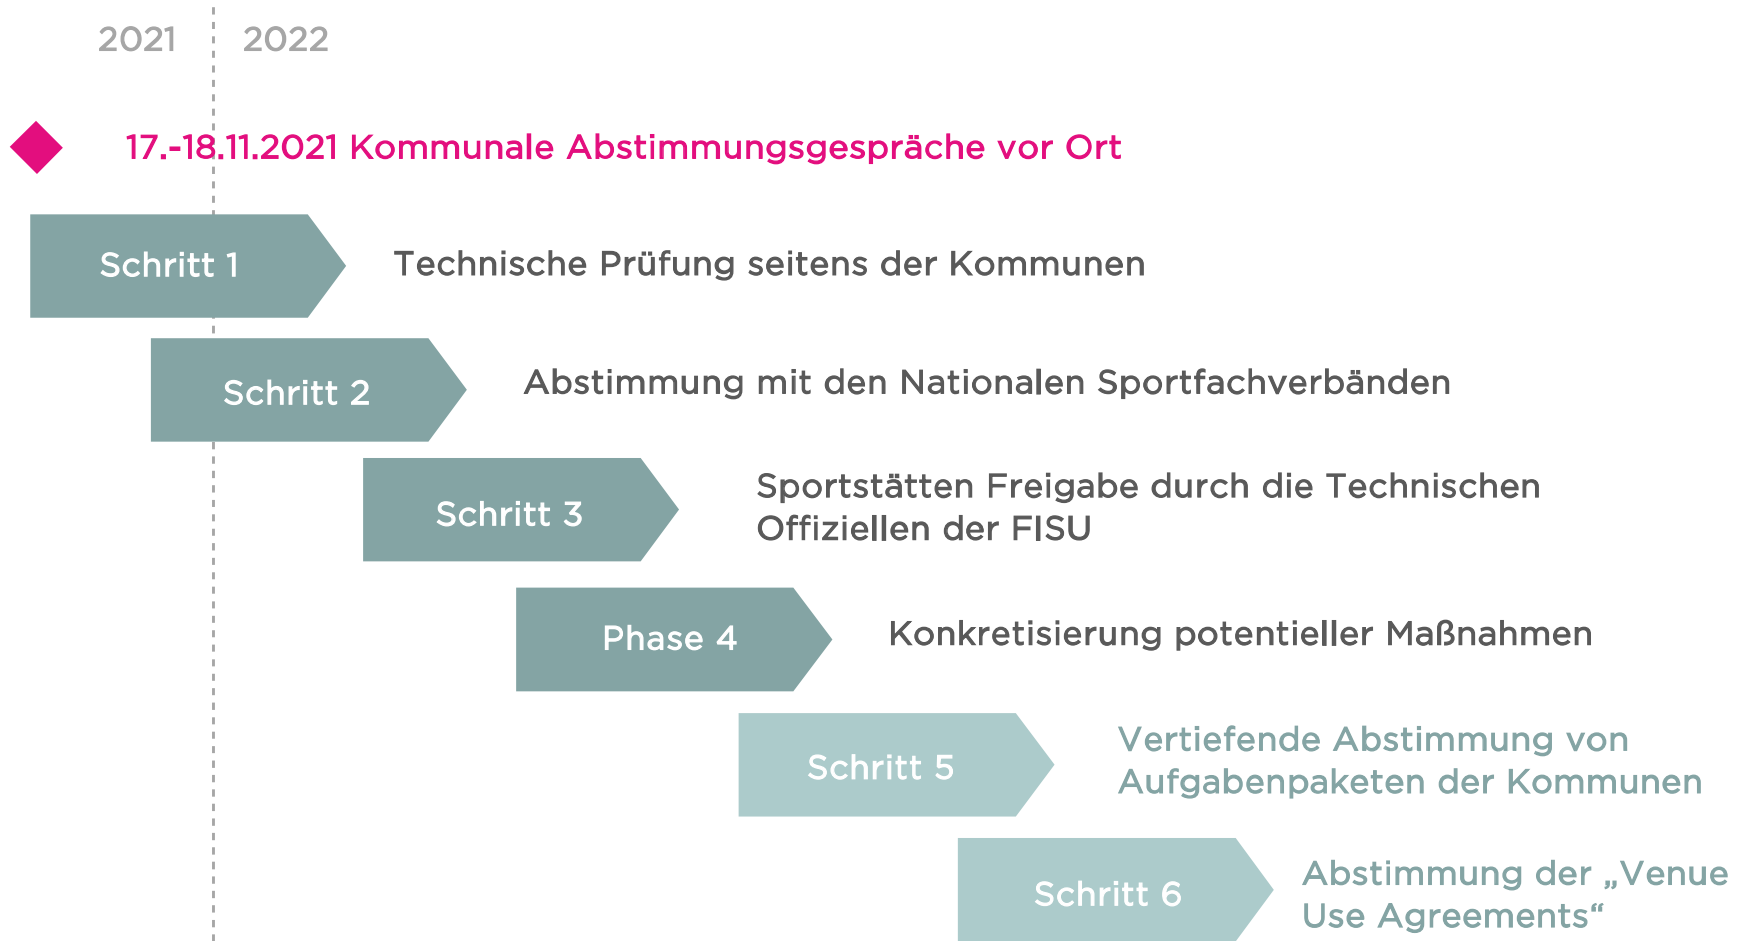 2021
2022
17.-18.11.2021 Kommunale Abstimmungsgespräche vor Ort
Schritt 1
Technische Prüfung seitens der Kommunen
Schritt 2
Abstimmung mit den Nationalen Sportfachverbänden
Schritt 3
Sportstätten Freigabe durch die Technischen
Offiziellen der FISU
Phase 4
Konkretisierung potentieller Maßnahmen
Schritt 5
Vertiefende Abstimmung von
Aufgabenpaketen der Kommunen
Schritt 6
Abstimmung der „Venue
Use Agreements“